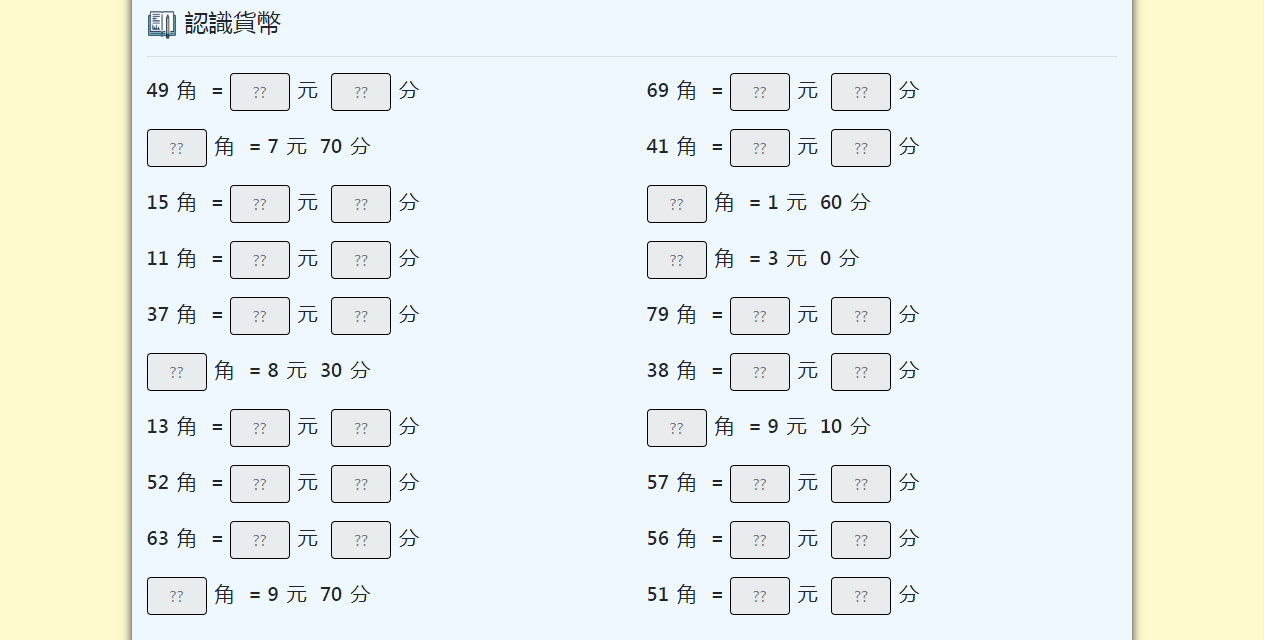 認識貨幣
49 角 = ?? 元 ?? 分 69 角 = ?? 元 ?? 分
?? 角 = 7 元 70 分 41 角 = ?? 元 ?? 分
15 角 = ?? 元 ?? 分 ?? 角 = 1 元 60 分
11 角 = ?? 元 ?? 分 ?? 角 = 3 元 0 分
37 角 = ?? 元 ?? 分 79 角 = ?? 元 ?? 分
?? 角 = 8 元 30 分 38 角 = ?? 元 ?? 分
13 角 = ?? 元 ?? 分 ?? 角 = 9 元 10 分
52 角 = ?? 元 ?? 分 57 角 = ?? 元 ?? 分
63 角 = ?? 元 ?? 分 56 角 = ?? 元 ?? 分
?? 角 = 9 元 70 分 51 角 = ?? 元 ?? 分